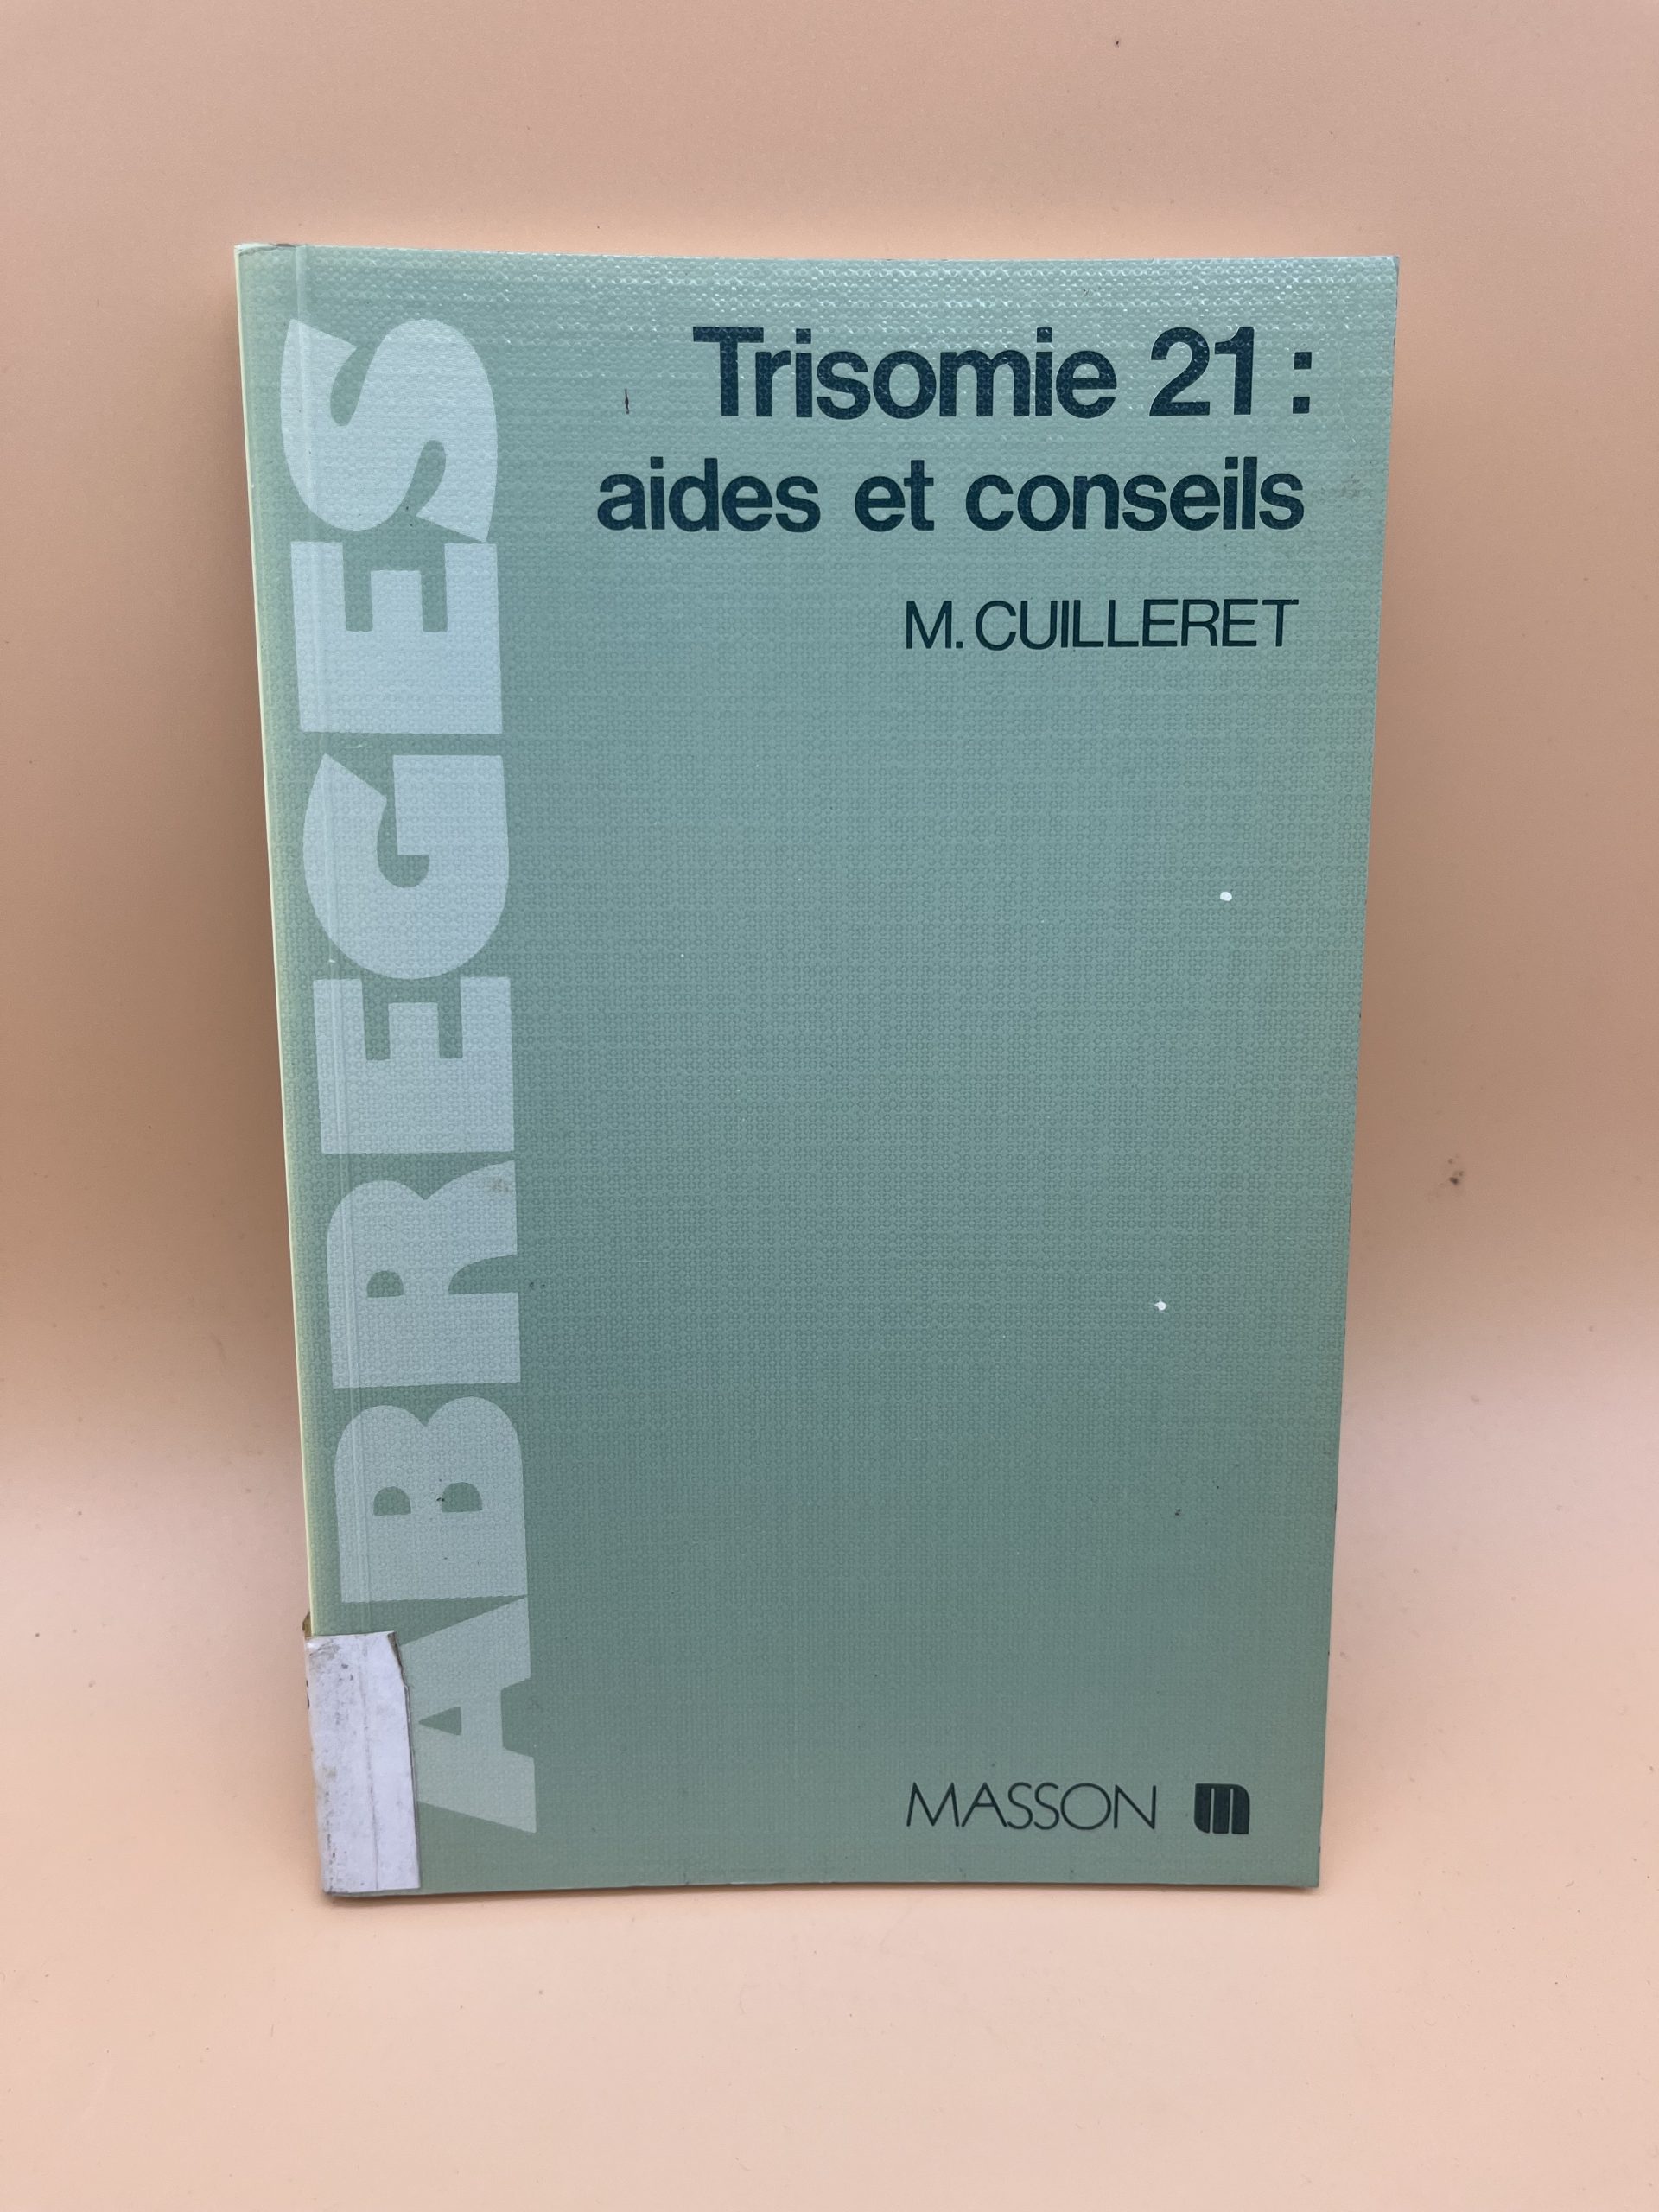 Trisomie 21 :
aides et conseils
M. CUILLERET
ABREGES
MASSON m